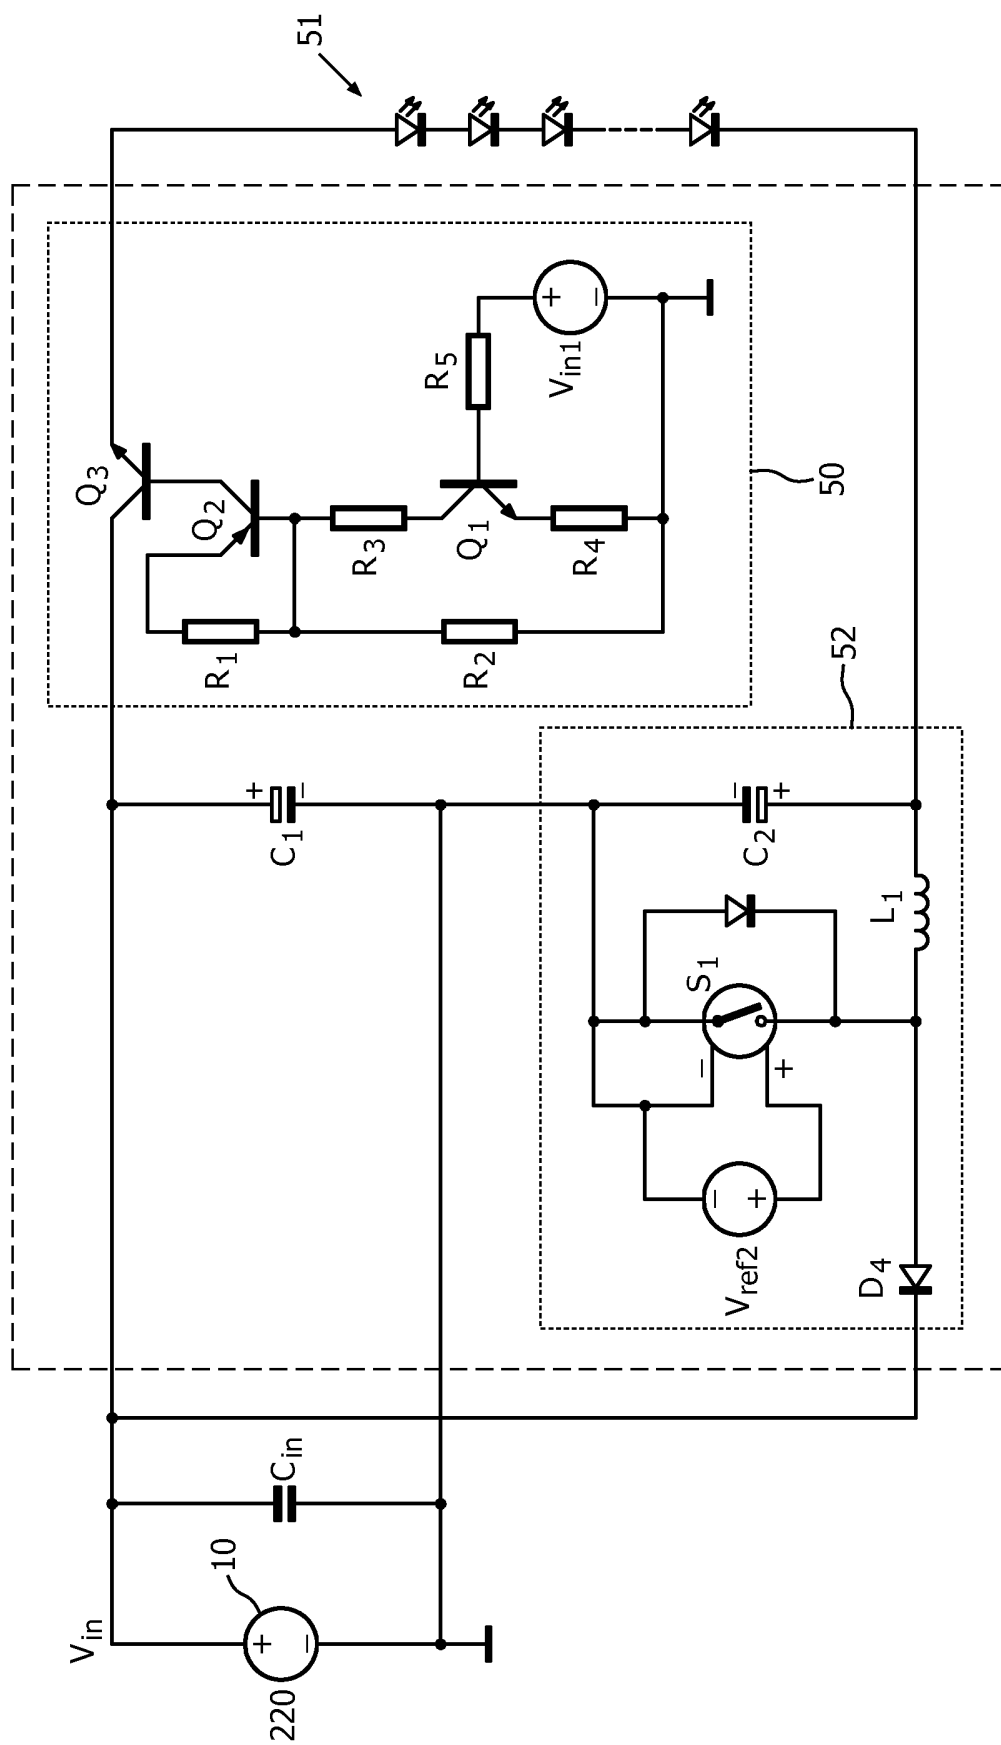 51
Q3
Q2
R1
R3
Q1
R5
+
−
Vin1
R2
R4
50
52
C1
+
−
C2
−
+
S1
−
+
L1
Vref2
−
+
D4
Vin
Cin
10
+
−
220